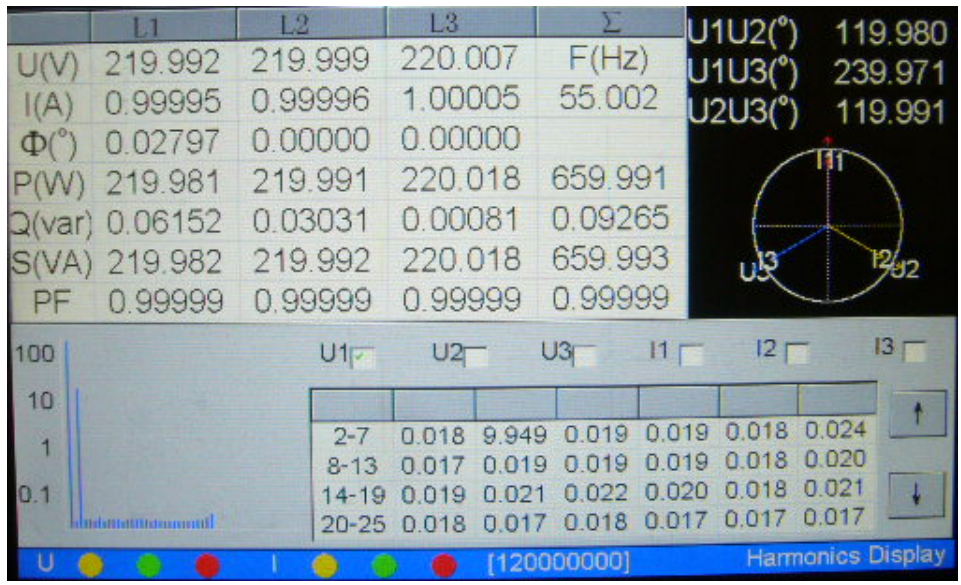 L1 L2 L3 Σ
U(V) 219.992 219.999 220.007 F(Hz)
I(A) 0.99995 0.99996 1.00005 55.002
Φ(°) 0.02797 0.00000 0.00000
P(W) 219.981 219.991 220.018 659.991
Q(var) 0.06152 0.03031 0.00081 0.09265
S(VA) 219.982 219.992 220.018 659.993
PF 0.99999 0.99999 0.99999 0.99999
U1U2(°) 119.980
U1U3(°) 239.971
U2U3(°) 119.991
I3 I2 U2
100
10
1
0.1
U1 U2 U3 I1 I2 I3
2-7 0.018 9.949 0.019 0.019 0.018 0.024
8-13 0.017 0.019 0.019 0.019 0.018 0.020
14-19 0.019 0.021 0.022 0.020 0.018 0.021
20-25 0.018 0.017 0.018 0.017 0.017 0.017
U I [120000000] Harmonics Display